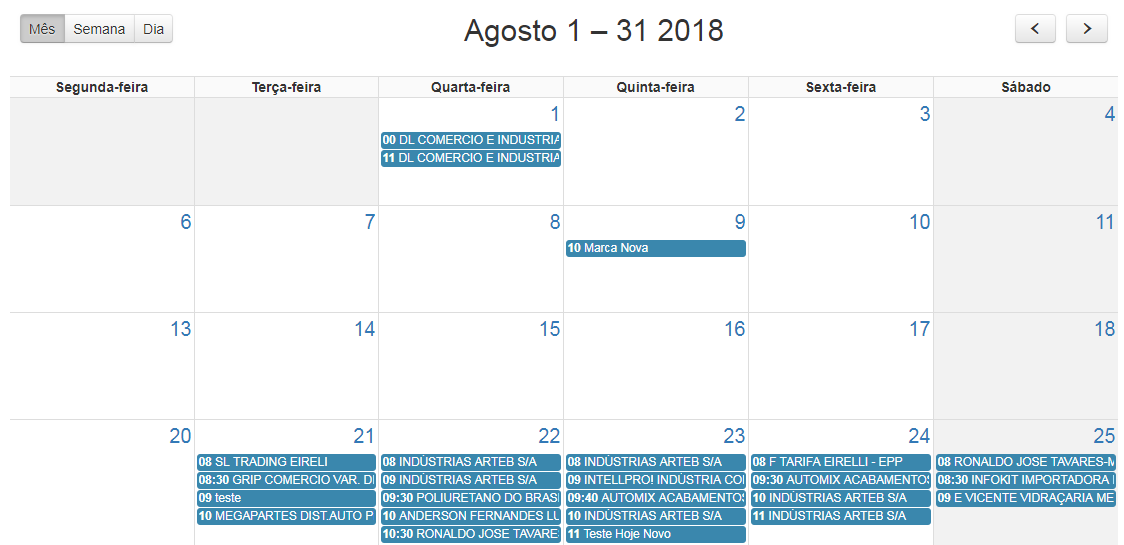 Mês Semana Dia
Agosto 1 – 31 2018
Segunda-feira Terça-feira Quarta-feira Quinta-feira Sexta-feira Sábado
1 2 3 4
00 DL COMERCIO E INDUSTRIA
11 DL COMERCIO E INDUSTRIA
6 7 8 9 10 11
10 Marca Nova
13 14 15 16 17 18
20 21 22 23 24 25
08 SL TRADING EIRELI
08:30 GRIP COMERCIO VAR. DI
09 teste
10 MEGAPARTES DIST.AUTO P
08 INDÚSTRIAS ARTEB S/A
09 INDÚSTRIAS ARTEB S/A
09:30 POLIURETANO DO BRAS
10 ANDERSON FERNANDES LU
10:30 RONALDO JOSE TAVARE
08 INDÚSTRIAS ARTEB S/A
09 INTELLPRO! INDÚSTRIA CO
09:40 AUTOMIX ACABAMENTOS
10 INDÚSTRIAS ARTEB S/A
11 Teste Hoje Novo
08 F TARIFA EIRELLI - EPP
09:30 AUTOMIX ACABAMENTOS
10 INDÚSTRIAS ARTEB S/A
11 INDÚSTRIAS ARTEB S/A
08 RONALDO JOSE TAVARES-M
08:30 INFOKIT IMPORTADORA
09 E VICENTE VIDRAÇARIA ME